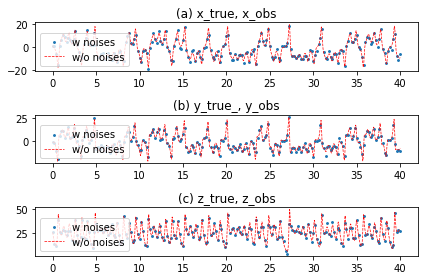 (a) x_true, x_obs
20
0
−20
w noises
w/o noises
0 5 10 15 20 25 30 35 40
(b) y_true_, y_obs
25
0
w noises
w/o noises
0 5 10 15 20 25 30 35 40
(c) z_true, z_obs
50
25
w noises
w/o noises
0 5 10 15 20 25 30 35 40